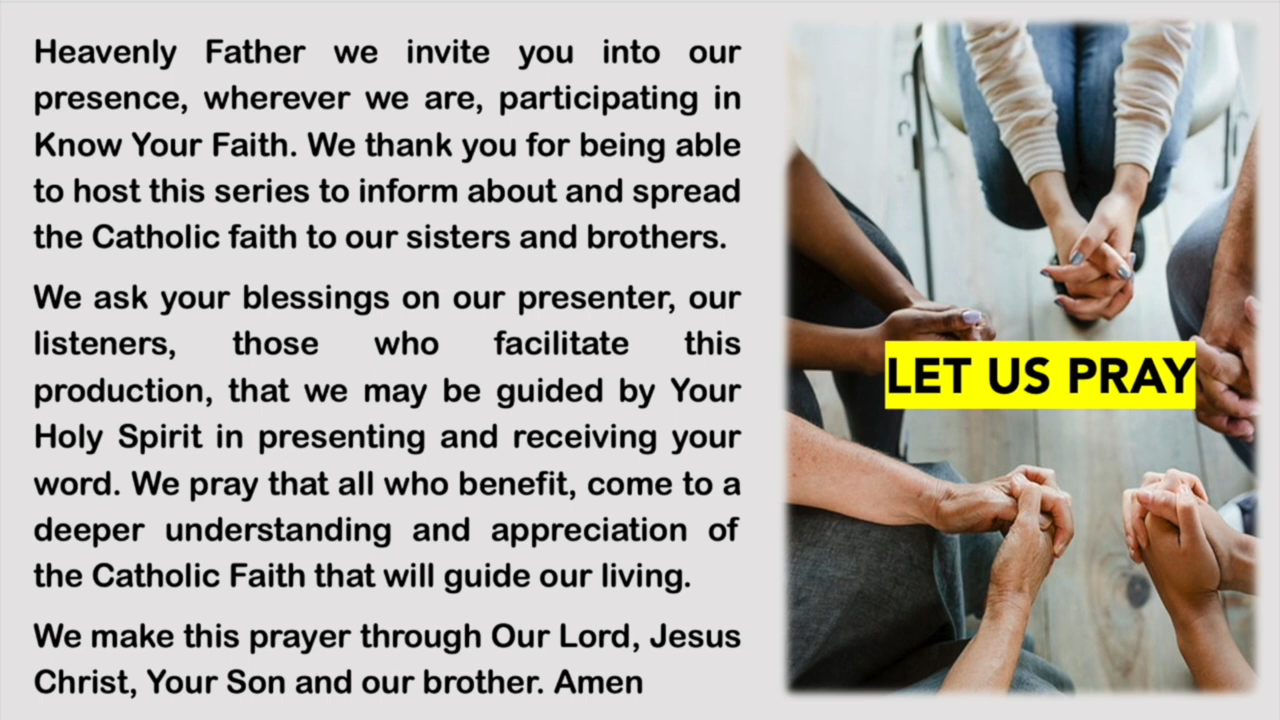 Heavenly Father we invite you into our
presence, wherever we are, participating in
Know Your Faith. We thank you for being able
to host this series to inform about and spread
the Catholic faith to our sisters and brothers.
We ask your blessings on our presenter, our
listeners, those who facilitate this
production, that we may be guided by Your
Holy Spirit in presenting and receiving your
word. We pray that all who benefit, come to a
deeper understanding and appreciation of
the Catholic Faith that will guide our living.
We make this prayer through Our Lord, Jesus
Christ, Your Son and our brother. Amen
LET US PRAY